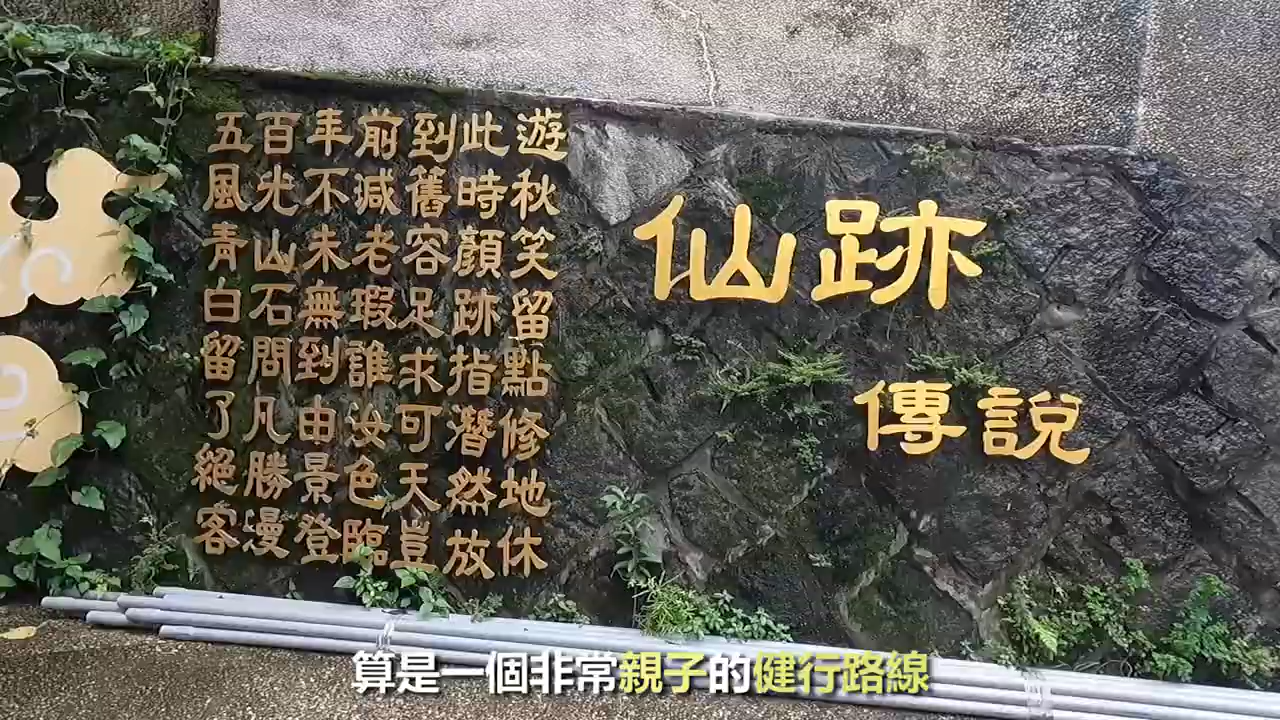 仙跡
傳說
五百年前到此遊
風光不減舊時秋
青山未老容顏笑
白石無瑕足跡留
留問到誰求指點
了凡由汝可潛修
絕勝景色天然地
客漫登臨豈放休
算是一個非常親子的健行路線